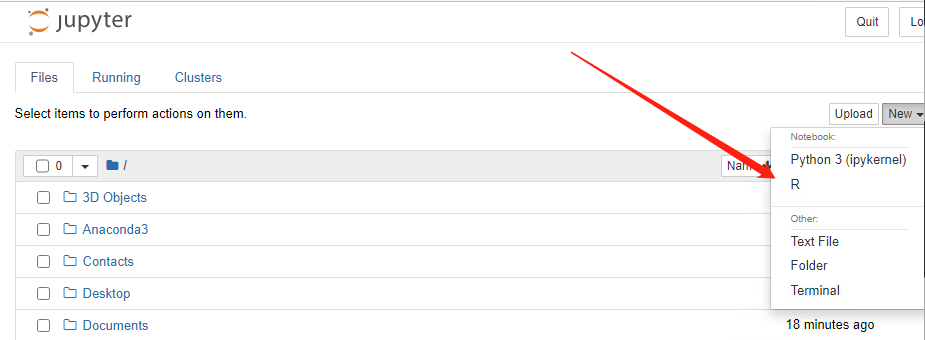 jupyter
Quit
Lo
Files Running Clusters
Select items to perform actions on them.
Upload New
Notebook:
0 / Nam
Python 3 (ipykernel)
R
3D Objects
Other:
Anaconda3
Text File
Contacts
Folder
Desktop
Terminal
Documents
18 minutes ago